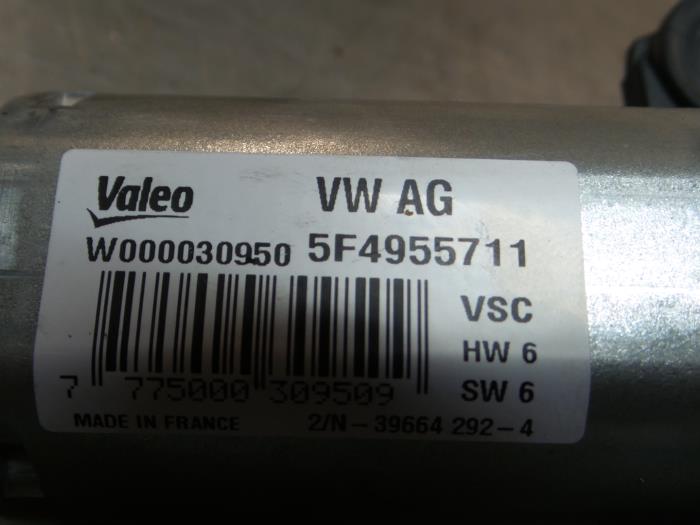 Valeo VW AG
W000030950 5F4955711
VSC
HW 6
7 775000 309509 SW 6
MADE IN FRANCE 2/N-39664 292-4